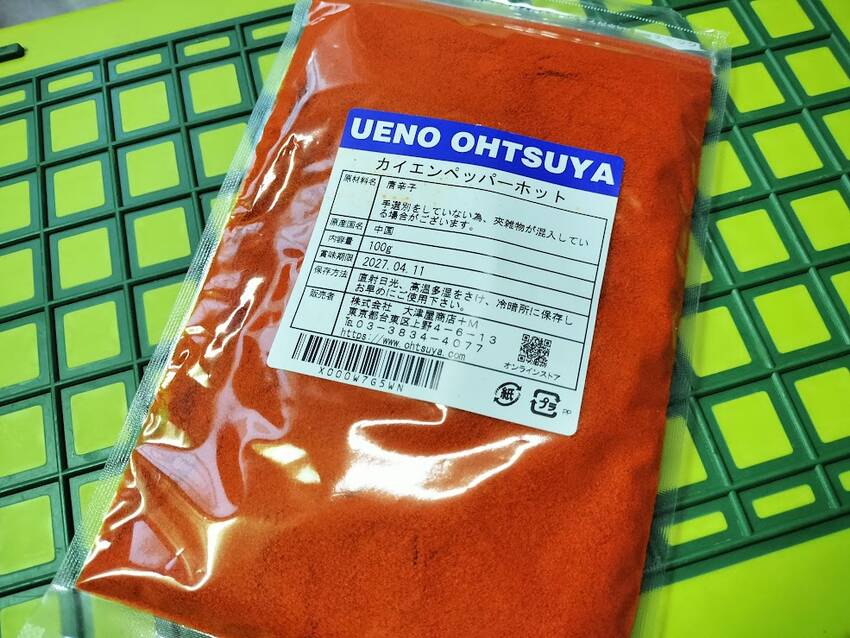 UENO OHTSUYA
カイエンペッパーホット
原材料名 唐辛子
手選別をしていない為、夾雑物が混入してい
る場合がございます。
原産国名 中国
内容量 100g
賞味期限 2027.04.11
保存方法 直射日光、高温多湿をさけ、冷暗所に保存し
お早めにご使用下さい。
販売者 株式会社 大津屋商店+M
東京都台東区上野4-6-13
℡ 03-3834-4077
https://www.ohtsuya.com
オンラインストア
X000W7G5WN
紙
プラ
PP